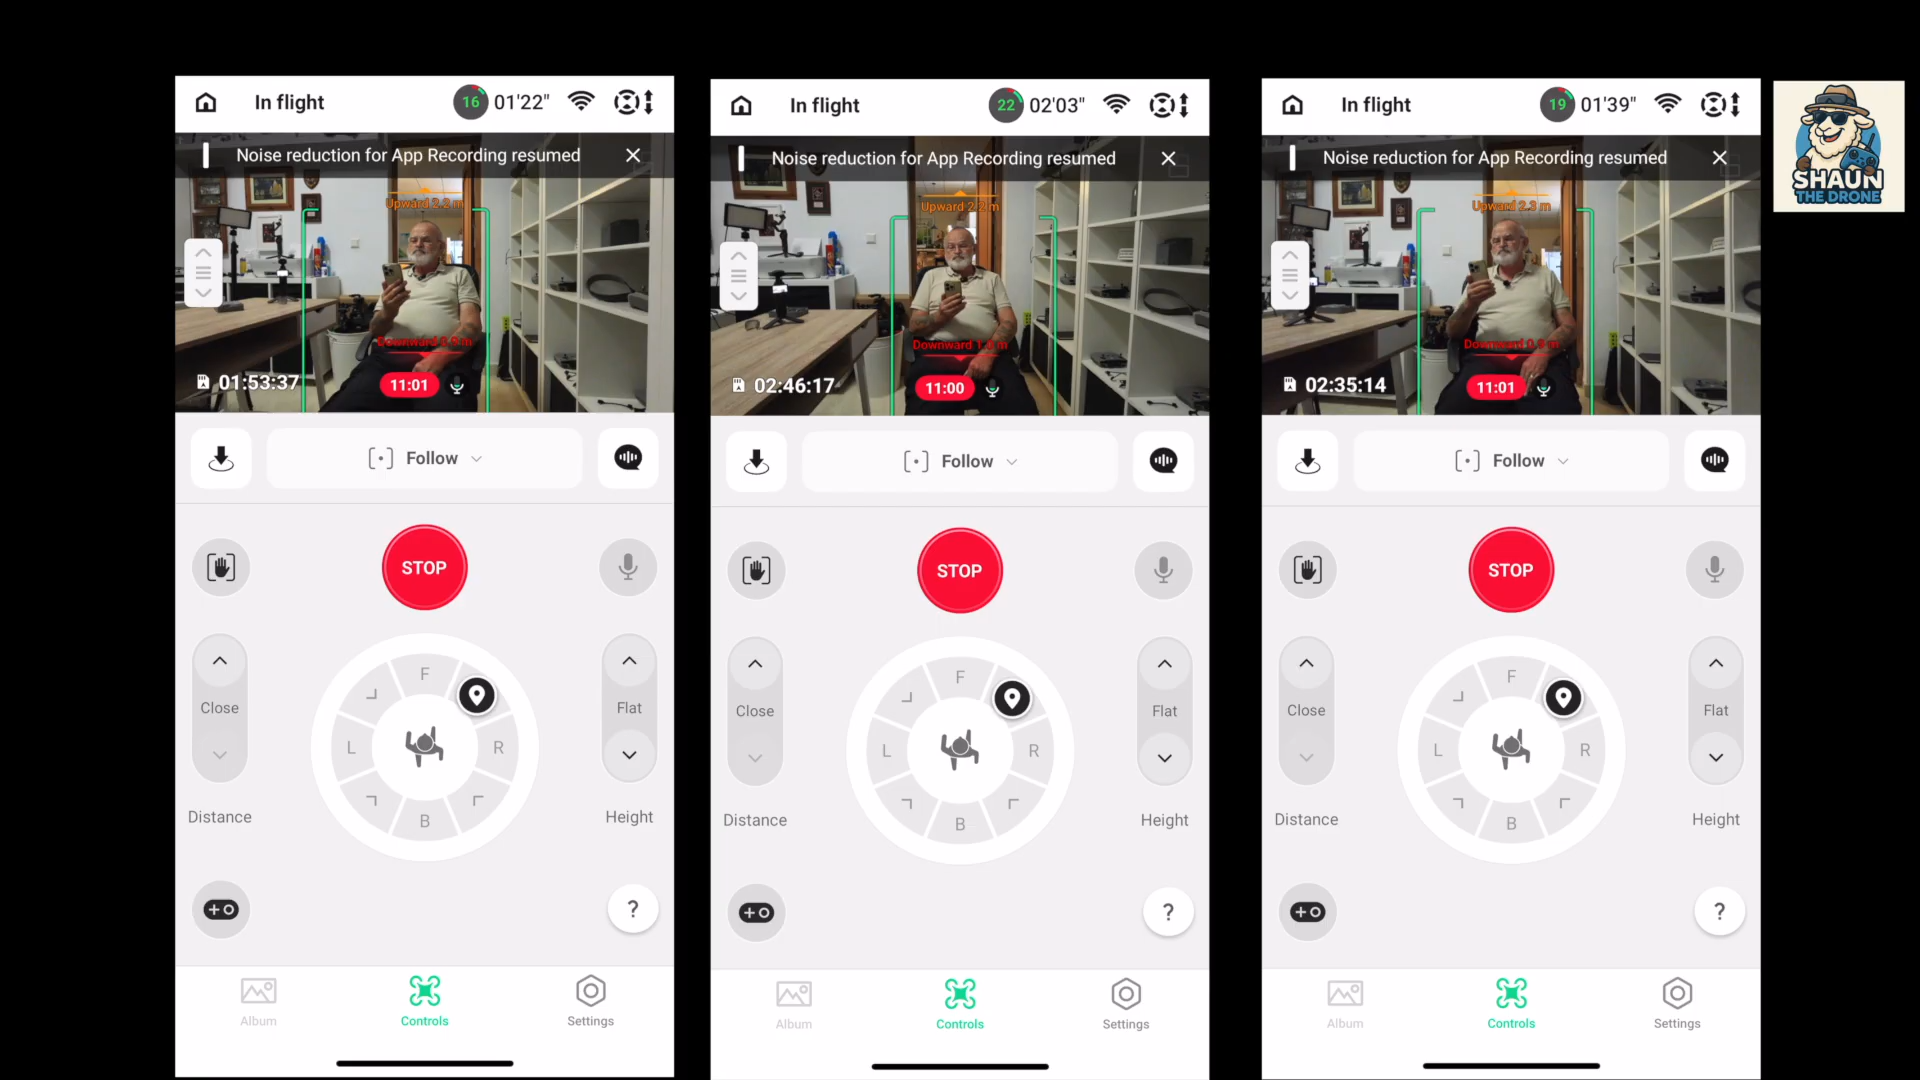 In flight
16
01'22"
Noise reduction for App Recording resumed
Upward 2.2 m
01:53:37
11:01
Follow
STOP
F
L
R
B
Close
Flat
Distance
Height
?
Album
Controls
Settings
In flight
22
02'03"
Noise reduction for App Recording resumed
Upward 2.2 m
Downward
02:46:17
11:00
Follow
STOP
F
L
R
B
Close
Flat
Distance
Height
?
Album
Controls
Settings
In flight
19
01'39"
Noise reduction for App Recording resumed
Upward 2.3 m
02:35:14
11:01
Follow
STOP
F
L
R
B
Close
Flat
Distance
Height
?
Album
Controls
Settings
SHAUN
THE DRONE